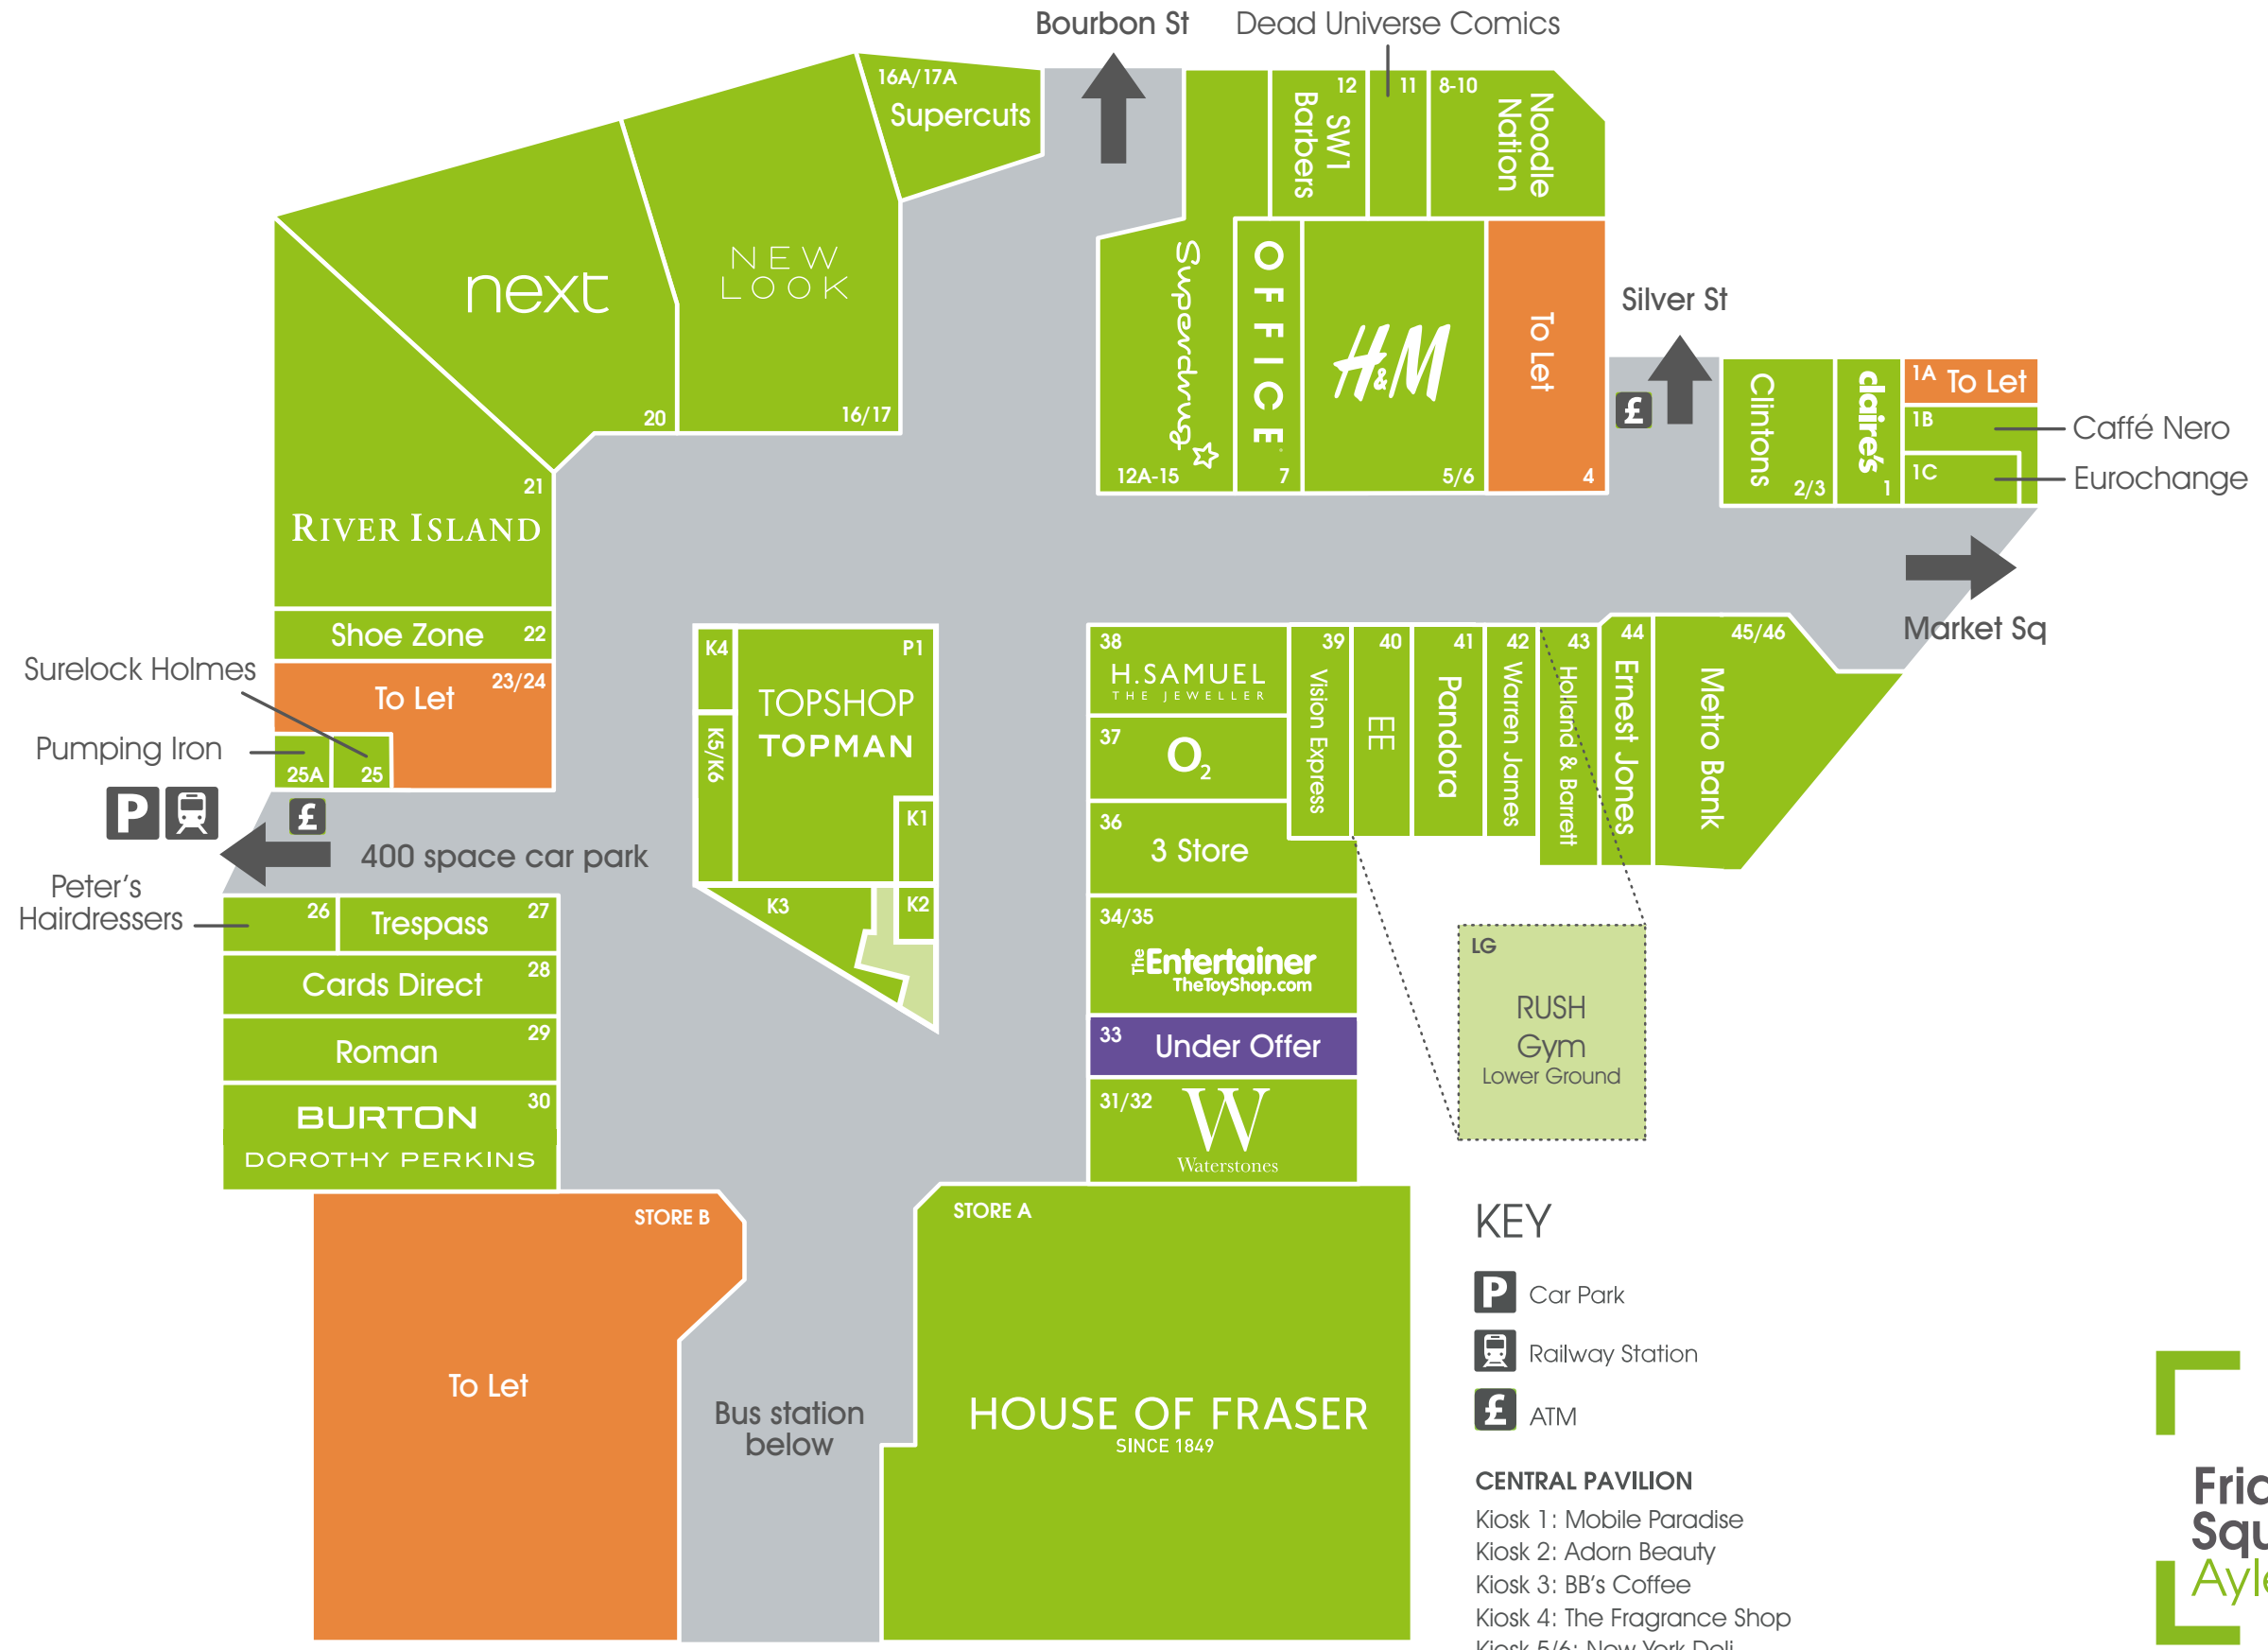 Bourbon St
Dead Universe Comics
16A/17A
Supercuts
12
SW1
Barbers
11
8-10
Noodle
Nation
next
20
NEW
LOOK
16/17
Superdrug
12A-15
OFFICE
7
H&M
5/6
To Let
4
Silver St
£
Clintons
2/3
claire's
1
1A To Let
1B
Caffé Nero
1C
Eurochange
Market Sq
21
RIVER ISLAND
Shoe Zone 22
Surelock Holmes
23/24
To Let
Pumping Iron
25A
25
P
£
400 space car park
Peter's
Hairdressers
26
Trespass 27
Cards Direct 28
Roman 29
30
BURTON
DOROTHY PERKINS
K4
K5/K6
P1
TOPSHOP
TOPMAN
K1
K2
K3
38
H.SAMUEL
THE JEWELLER
37
O2
36
3 Store
34/35
The Entertainer
TheToyShop.com
33 Under Offer
31/32
W
Waterstones
39
Vision Express
40
EE
41
Pandora
42
Warren James
43
Holland & Barrett
44
Ernest Jones
45/46
Metro Bank
LG
RUSH
Gym
Lower Ground
STORE B
To Let
Bus station
below
STORE A
HOUSE OF FRASER
SINCE 1849
KEY
P Car Park
Railway Station
£ ATM
CENTRAL PAVILION
Kiosk 1: Mobile Paradise
Kiosk 2: Adorn Beauty
Kiosk 3: BB's Coffee
Kiosk 4: The Fragrance Shop
Kiosk 5/6: New York Deli